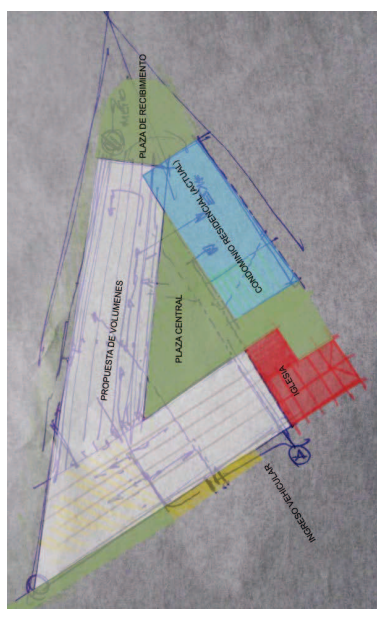 PLAZA DE RECIBIMIENTO
CONDOMINIO RESIDENCIAL (ACTUAL)
PROPUESTA DE VOLUMENES
PLAZA CENTRAL
IGLESIA
INGRESO VEHICULAR